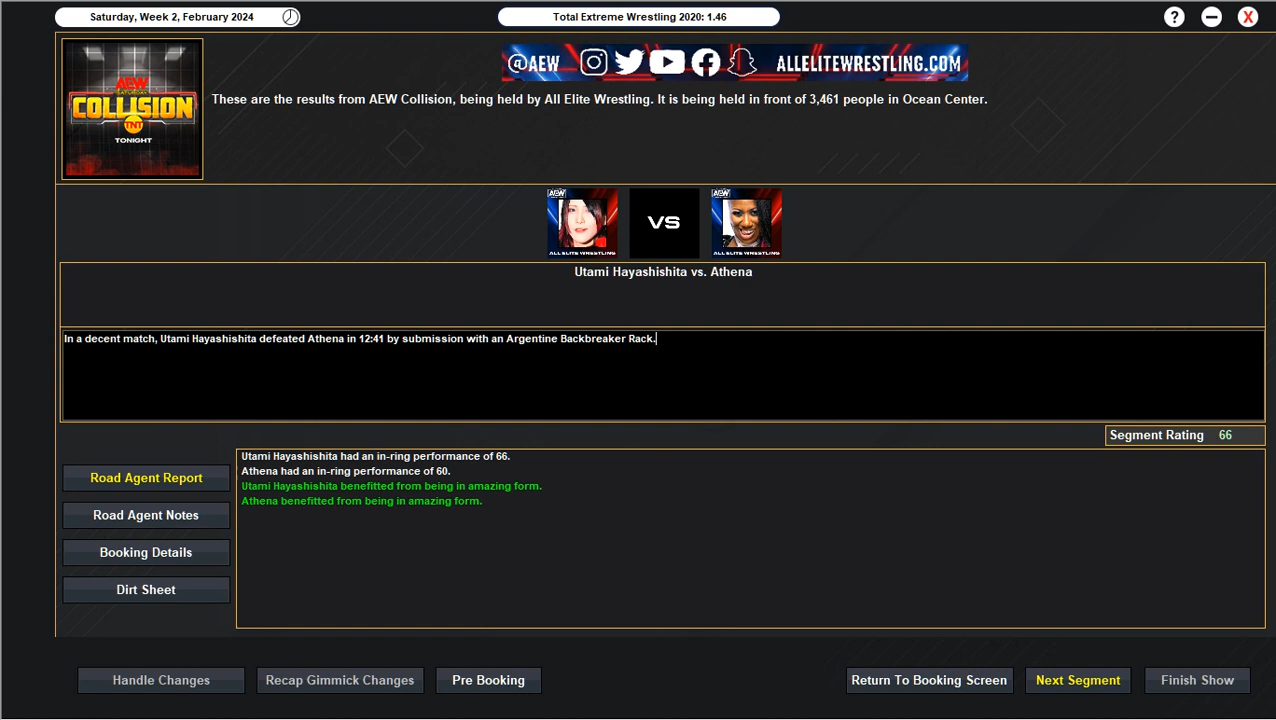 Saturday, Week 2, February 2024
Total Extreme Wrestling 2020: 1.46
?
X
AEW
SATURDAY
COLLISION
TNT
TONIGHT
@AEW
ALLELITEWRESTLING.COM
These are the results from AEW Collision, being held by All Elite Wrestling. It is being held in front of 3,461 people in Ocean Center.
AEW
ALL ELITE WRESTLING
VS
AEW
ALL ELITE WRESTLING
Utami Hayashishita vs. Athena
In a decent match, Utami Hayashishita defeated Athena in 12:41 by submission with an Argentine Backbreaker Rack.
Segment Rating 66
Road Agent Report
Road Agent Notes
Booking Details
Dirt Sheet
Utami Hayashishita had an in-ring performance of 66.
Athena had an in-ring performance of 60.
Utami Hayashishita benefitted from being in amazing form.
Athena benefitted from being in amazing form.
Handle Changes
Recap Gimmick Changes
Pre Booking
Return To Booking Screen
Next Segment
Finish Show